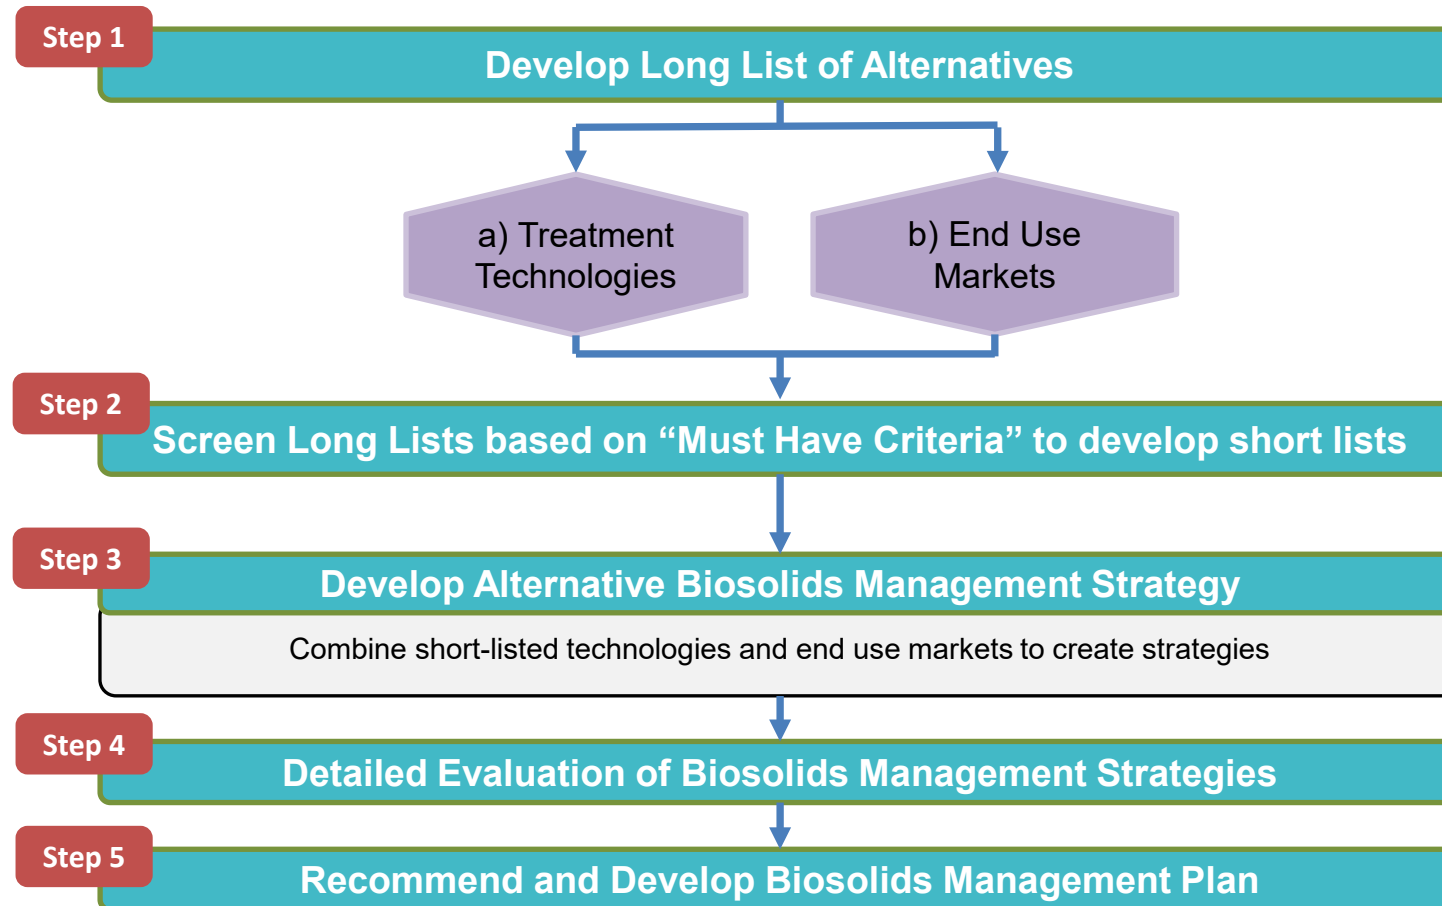 Step 1
Develop Long List of Alternatives
a) Treatment
Technologies
b) End Use
Markets
Step 2
Screen Long Lists based on “Must Have Criteria” to develop short lists
Step 3
Develop Alternative Biosolids Management Strategy
Combine short-listed technologies and end use markets to create strategies
Step 4
Detailed Evaluation of Biosolids Management Strategies
Step 5
Recommend and Develop Biosolids Management Plan